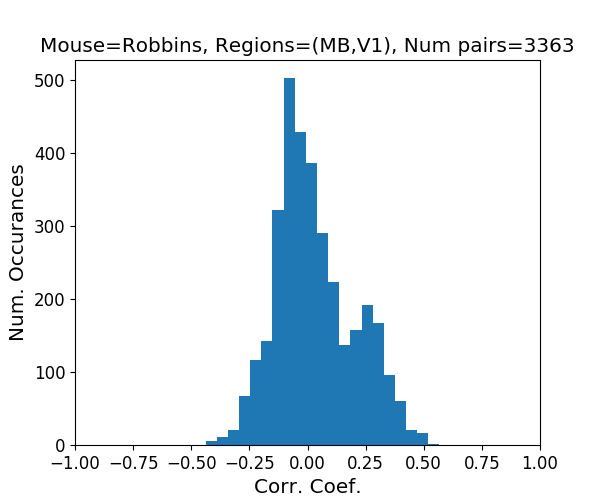 Mouse=Robbins, Regions=(MB,V1), Num pairs=3363
Num. Occurances
500
400
300
200
100
0
−1.00 −0.75 −0.50 −0.25 0.00 0.25 0.50 0.75 1.00
Corr. Coef.